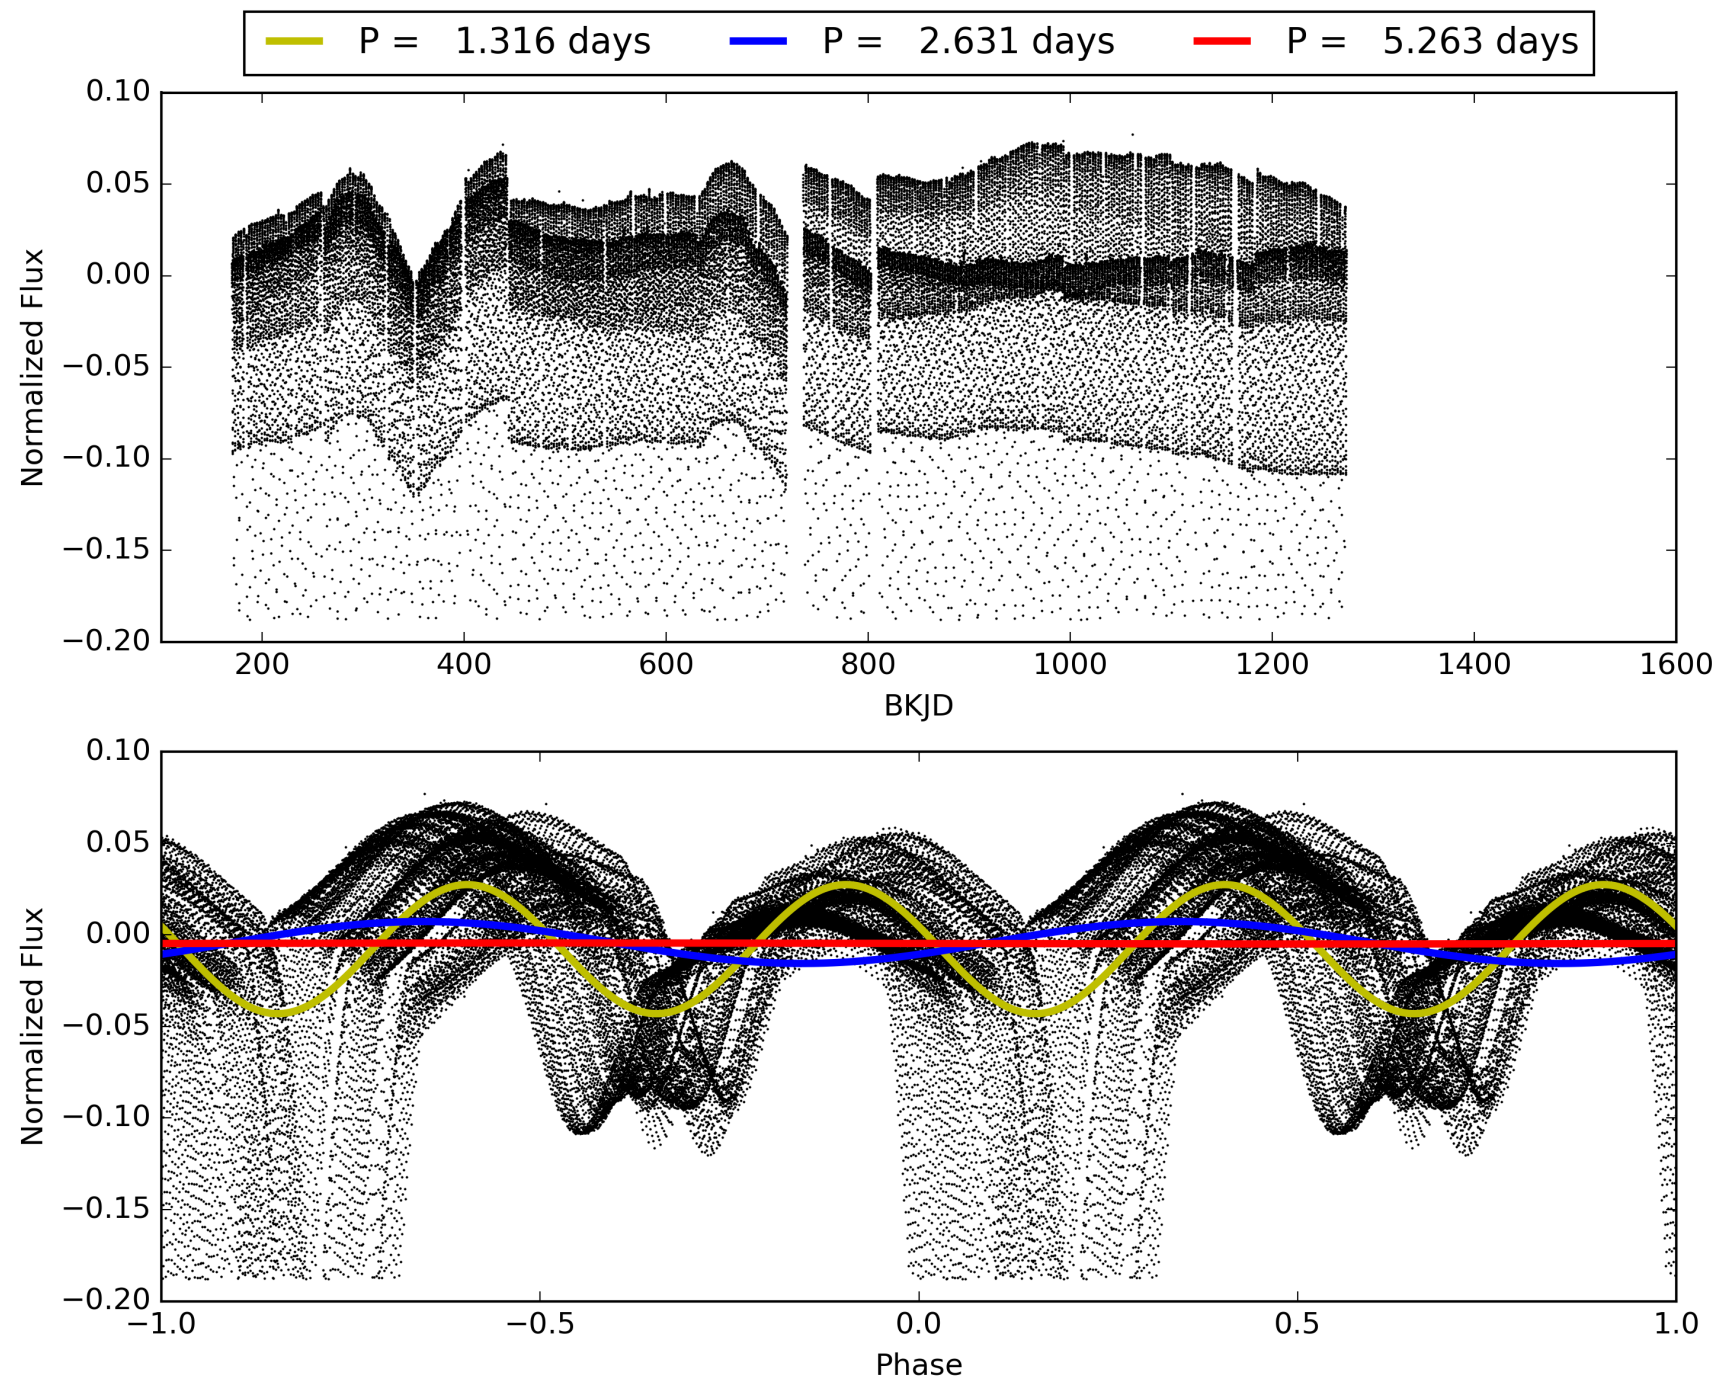 P = 1.316 days P = 2.631 days P = 5.263 days
0.10
0.05
0.00
−0.05
−0.10
−0.15
−0.20
Normalized Flux
200 400 600 800 1000 1200 1400 1600
BKJD
0.10
0.05
0.00
−0.05
−0.10
−0.15
−0.20
Normalized Flux
−1.0 −0.5 0.0 0.5 1.0
Phase